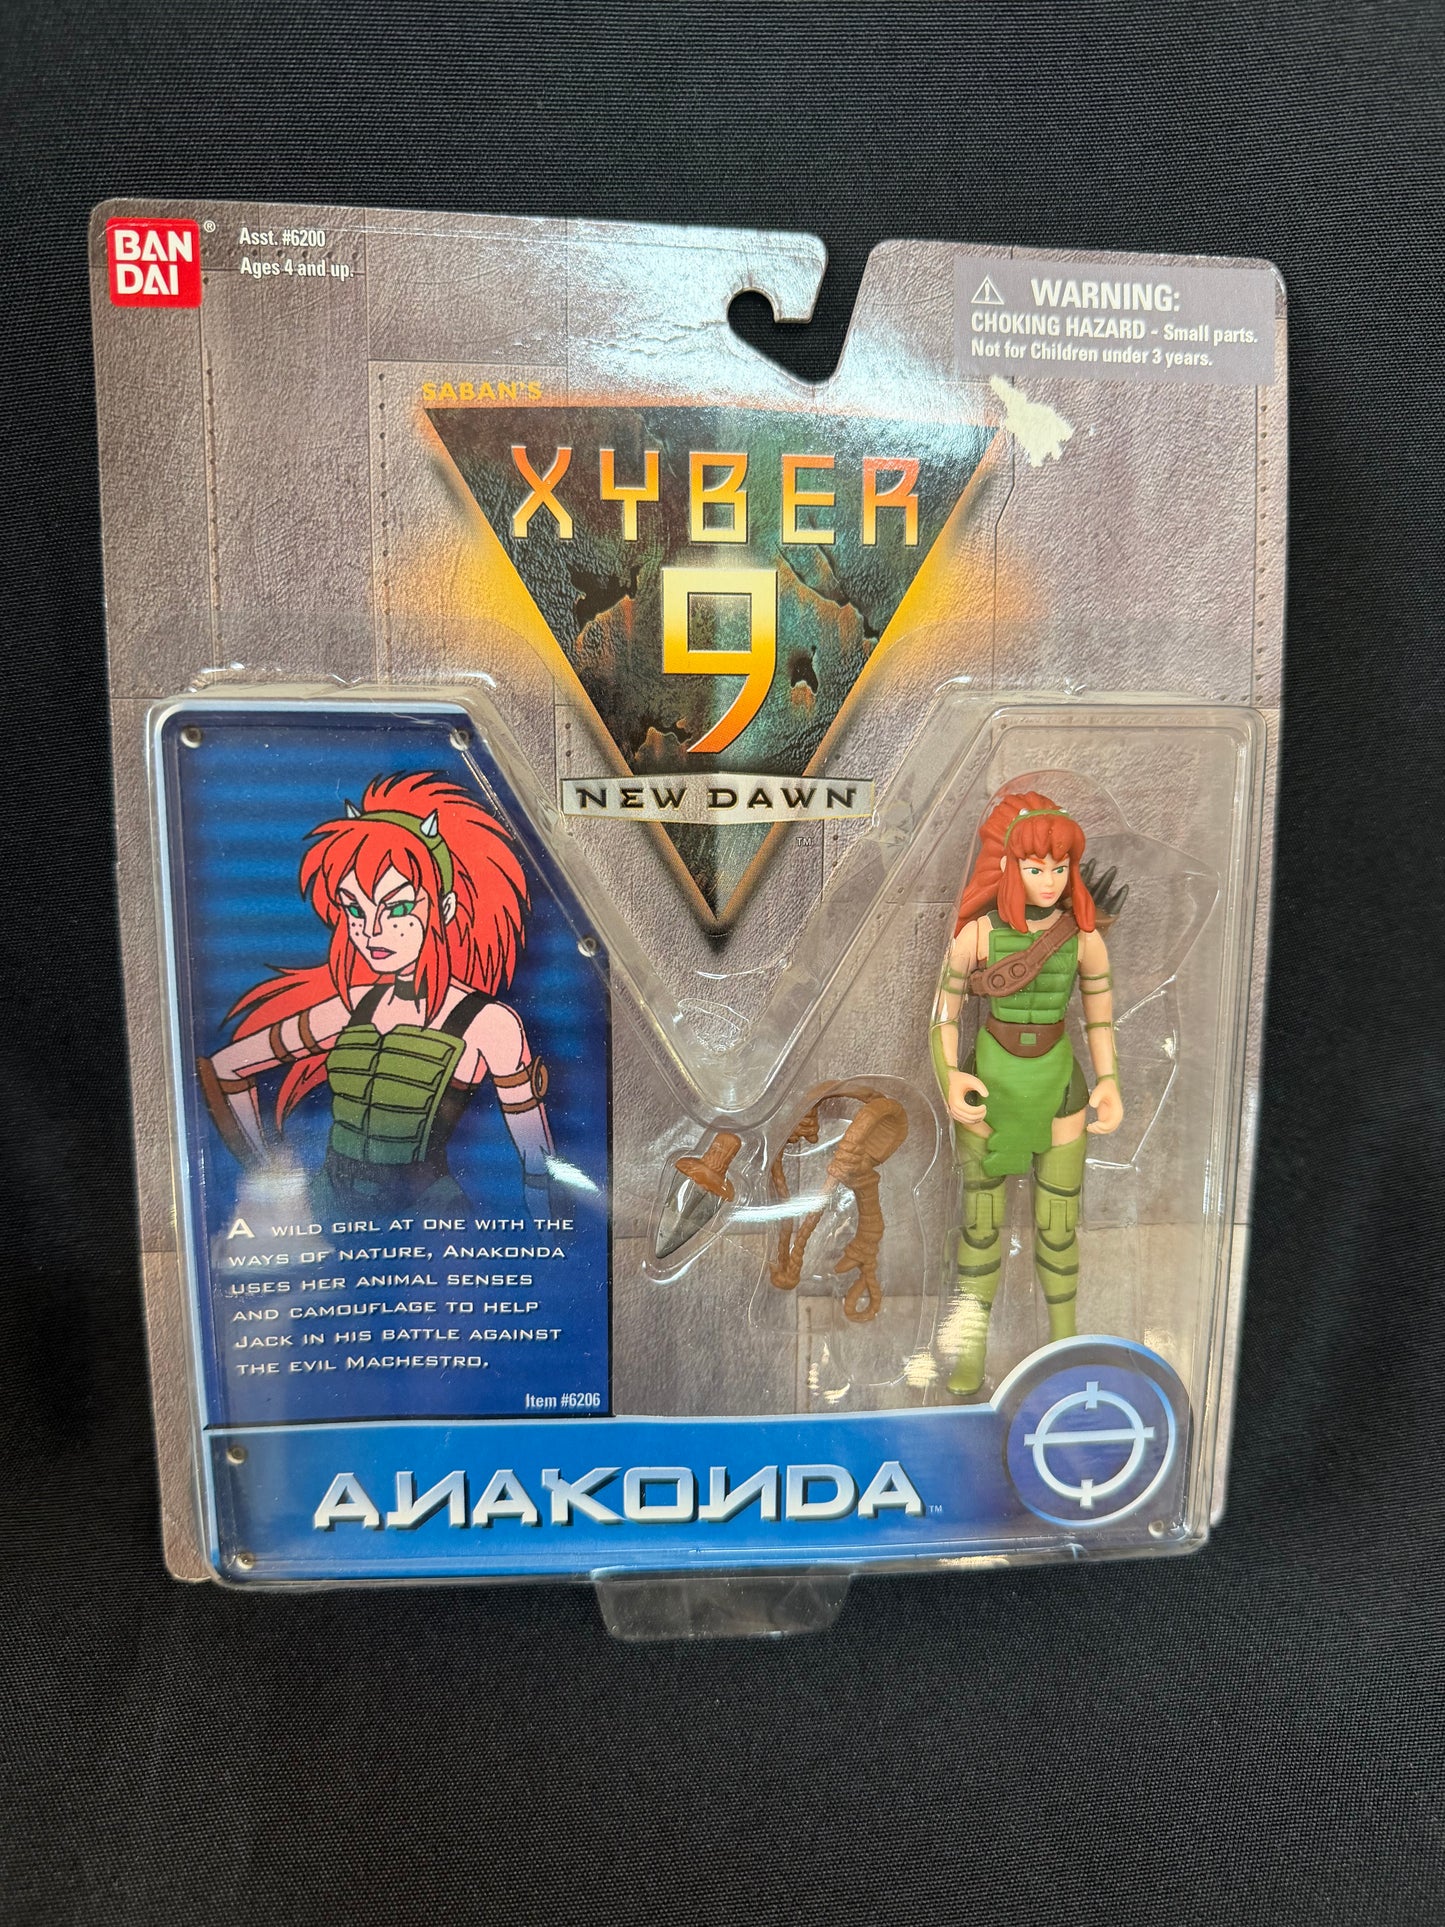 BAN
DAI
®
Asst. #6200
Ages 4 and up.
WARNING:
CHOKING HAZARD - Small parts.
Not for Children under 3 years.
SABAN'S
XYBER
9
NEW DAWN
TM
A WILD GIRL AT ONE WITH THE
WAYS OF NATURE, ANAKONDA
USES HER ANIMAL SENSES
AND CAMOUFLAGE TO HELP
JACK IN HIS BATTLE AGAINST
THE EVIL MACHESTRO.
Item #6206
ANAKONDA
TM